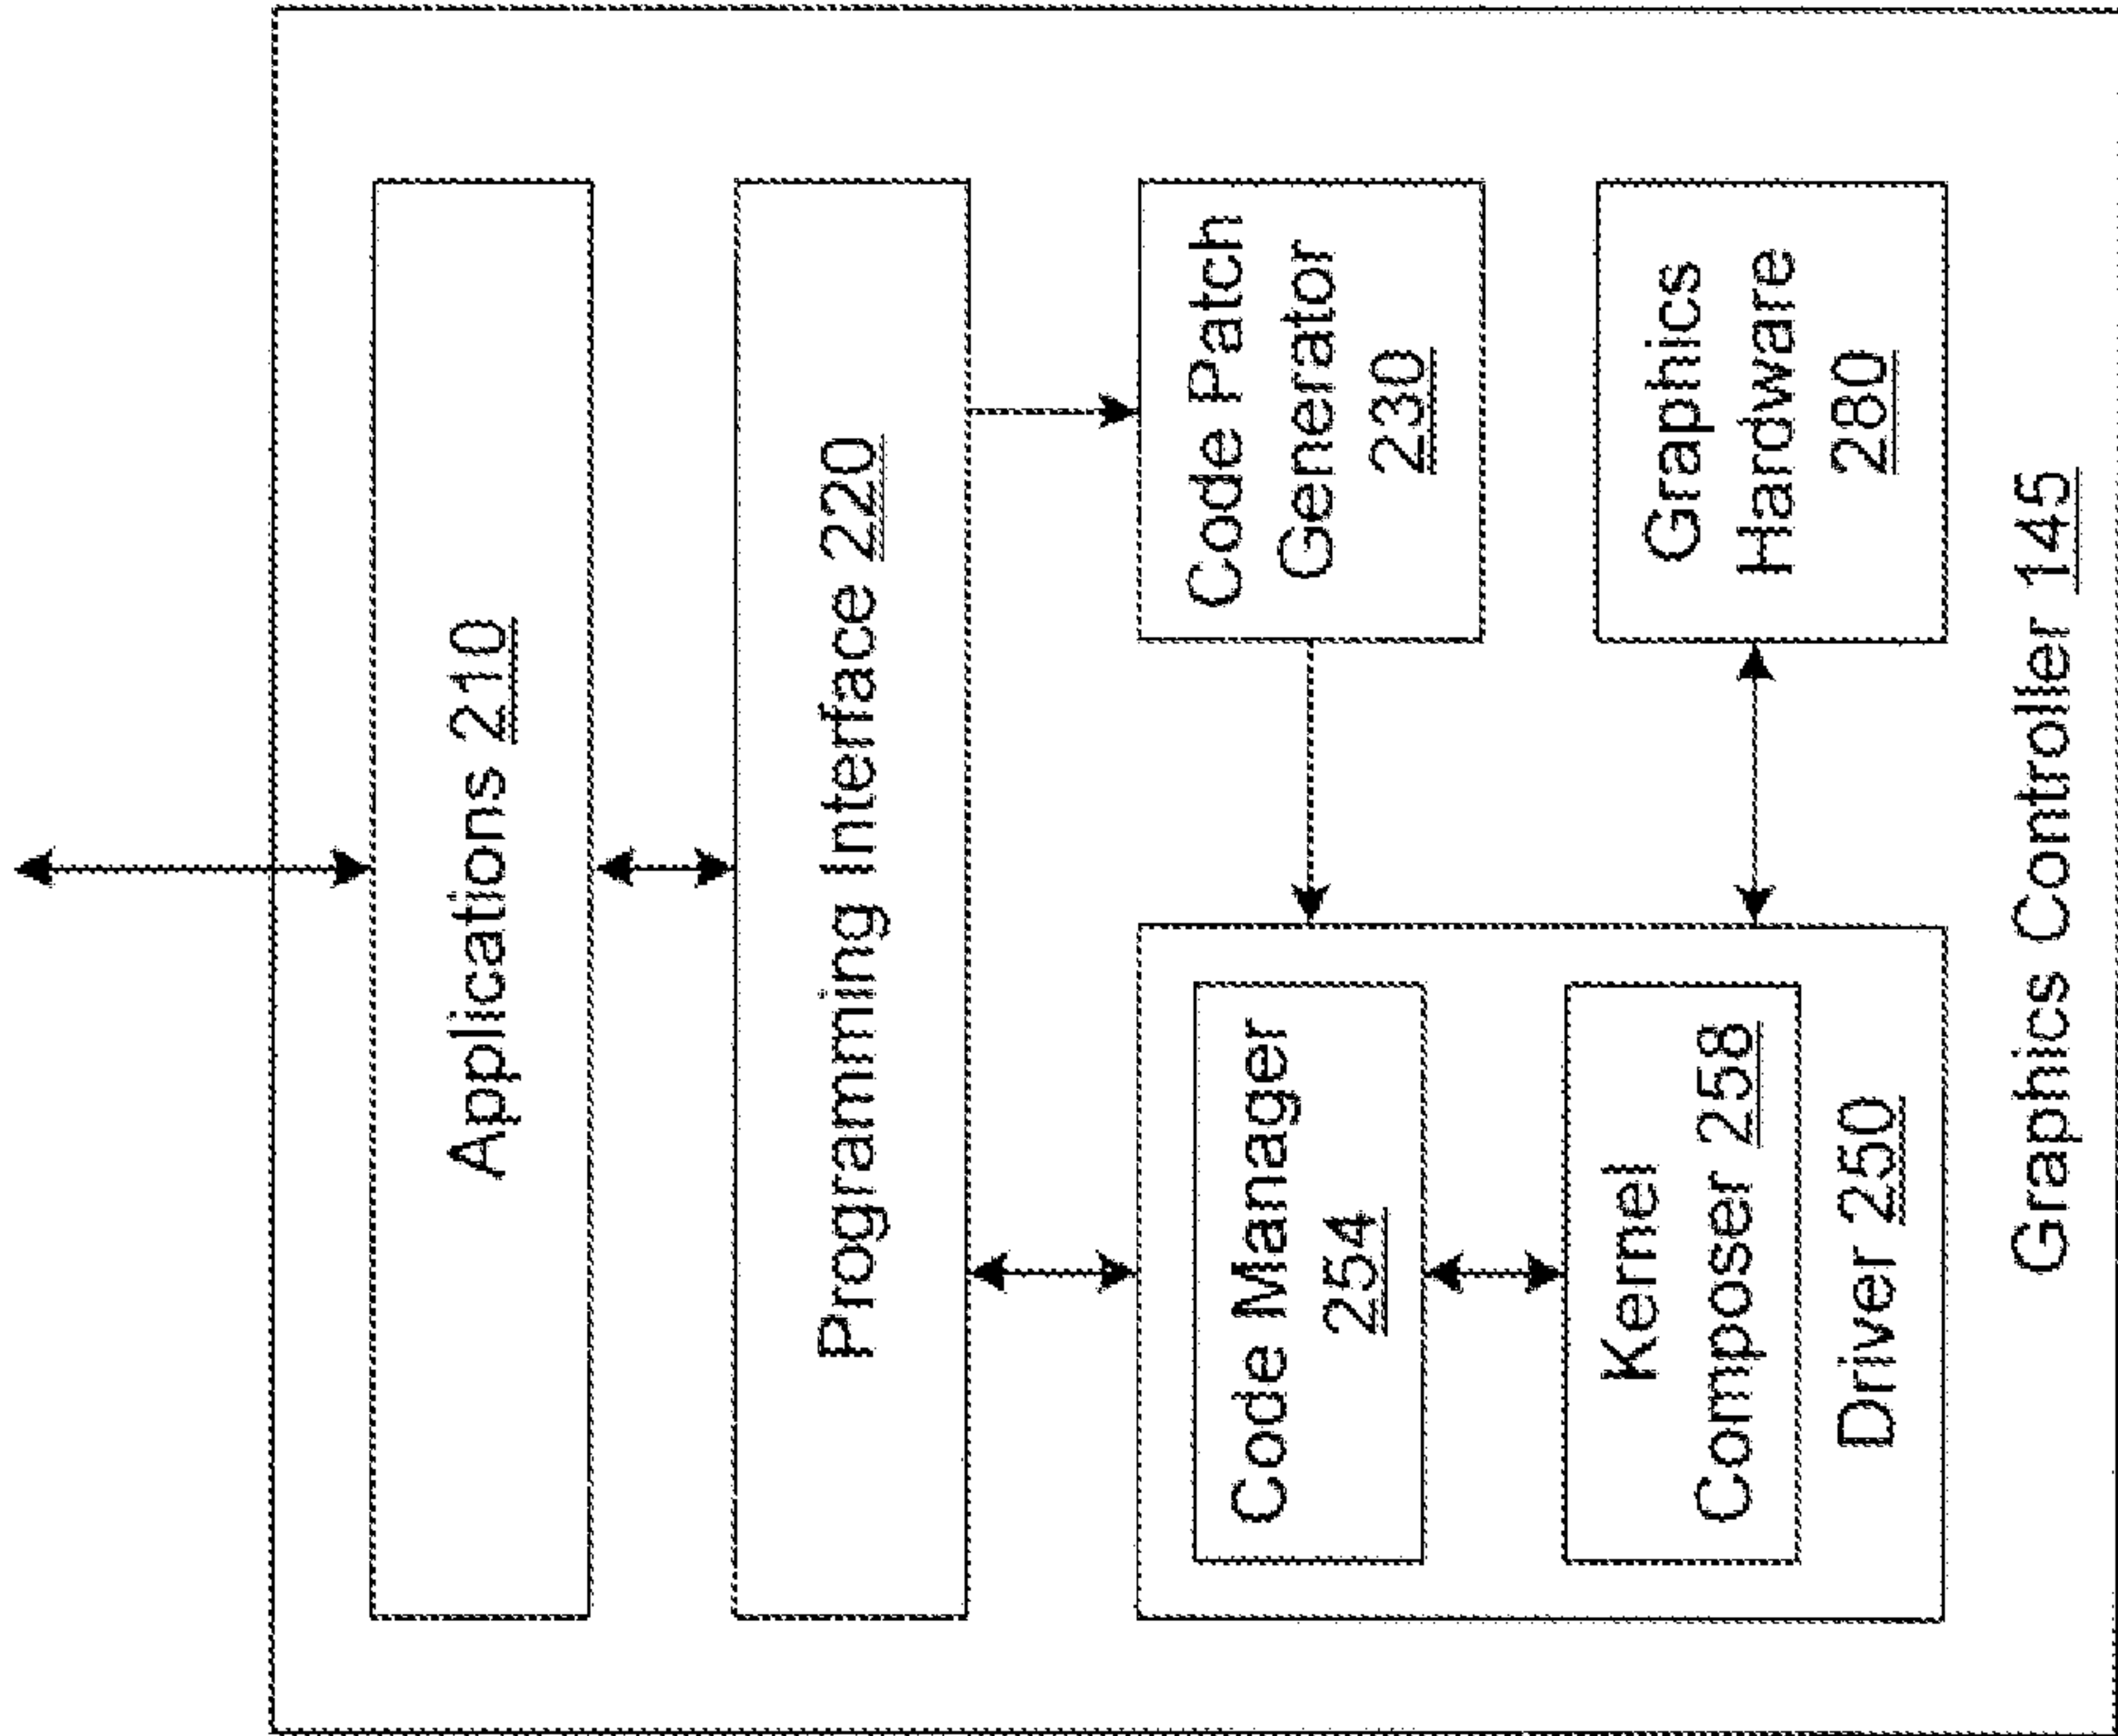 Applications 210
Programming Interface 220
Code Manager
254
Kernel
Composer 258
Driver 250
Code Patch
Generator
230
Graphics
Hardware
280
Graphics Controller 145